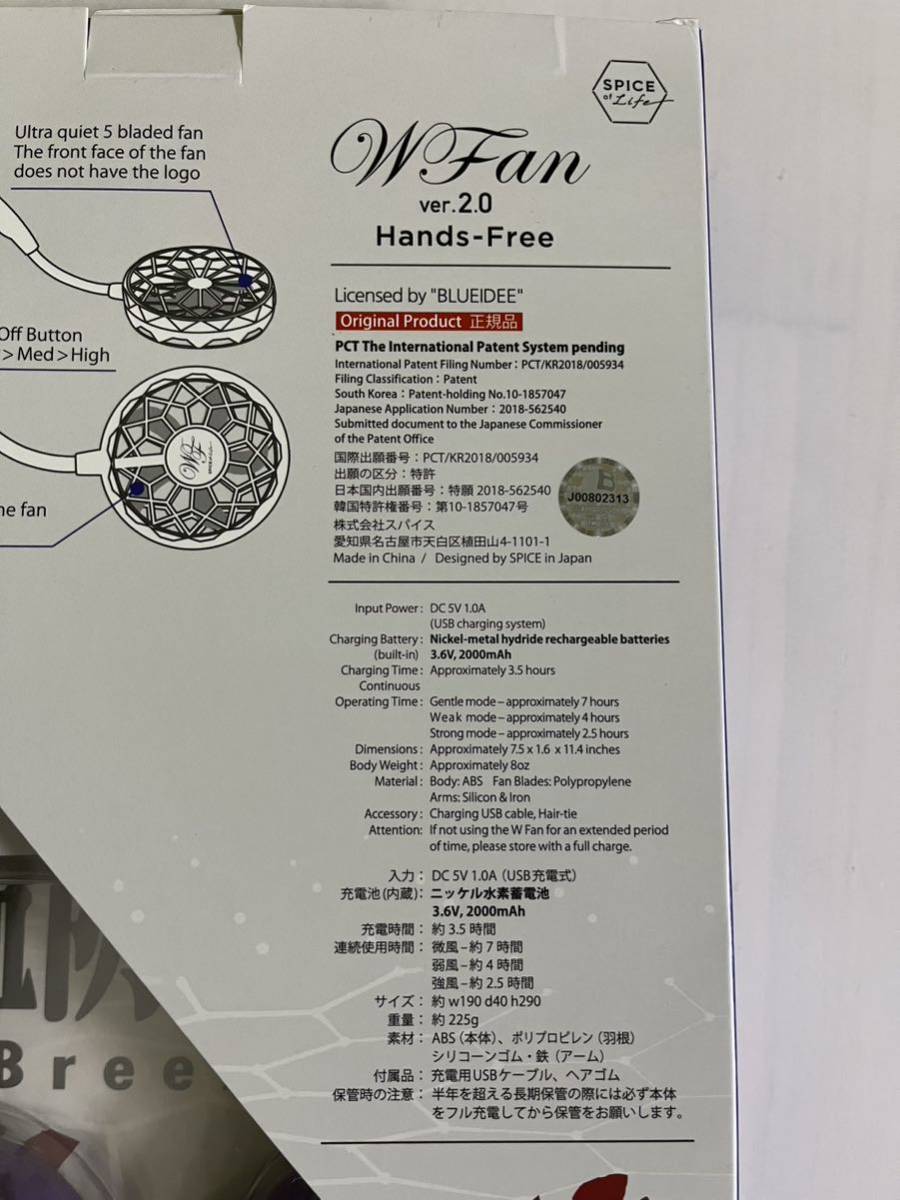 SPICE
of Life
Ultra quiet 5 bladed fan
The front face of the fan
does not have the logo
W Fan
ver.2.0
Hands-Free
Off Button
> Med > High
WF
he fan
Licensed by "BLUEIDEE"
Original Product 正規品
PCT The International Patent System pending
International Patent Filing Number : PCT/KR2018/005934
Filing Classification : Patent
South Korea : Patent-holding No.10-1857047
Japanese Application Number : 2018-562540
Submitted document to the Japanese Commissioner
of the Patent Office
国際出願番号 : PCT/KR2018/005934
出願の区分 : 特許
日本国内出願番号 : 特願 2018-562540
韓国特許権番号 : 第10-1857047号
株式会社スパイス
愛知県名古屋市天白区植田山4-1101-1
Made in China / Designed by SPICE in Japan
B
J00802313
Input Power : DC 5V 1.0A
(USB charging system)
Charging Battery : Nickel-metal hydride rechargeable batteries
(built-in) 3.6V, 2000mAh
Charging Time : Approximately 3.5 hours
Continuous
Operating Time : Gentle mode – approximately 7 hours
Weak mode – approximately 4 hours
Strong mode – approximately 2.5 hours
Dimensions : Approximately 7.5 x 1.6 x 11.4 inches
Body Weight : Approximately 8oz
Material : Body: ABS Fan Blades: Polypropylene
Arms: Silicon & Iron
Accessory : Charging USB cable, Hair-tie
Attention : If not using the W Fan for an extended period
of time, please store with a full charge.
入力 : DC 5V 1.0A（USB充電式）
充電池(内蔵) : ニッケル水素蓄電池
3.6V, 2000mAh
充電時間 : 約 3.5 時間
連続使用時間 : 微風 – 約 7 時間
弱風 – 約 4 時間
強風 – 約 2.5 時間
サイズ : 約 w190 d40 h290
重量 : 約 225g
素材 : ABS（本体）、ポリプロピレン（羽根）
シリコーンゴム・鉄（アーム）
付属品 : 充電用USBケーブル、ヘアゴム
保管時の注意 : 半年を超える長期保管の際には必ず本体
をフル充電してから保管をお願いします。
Bree